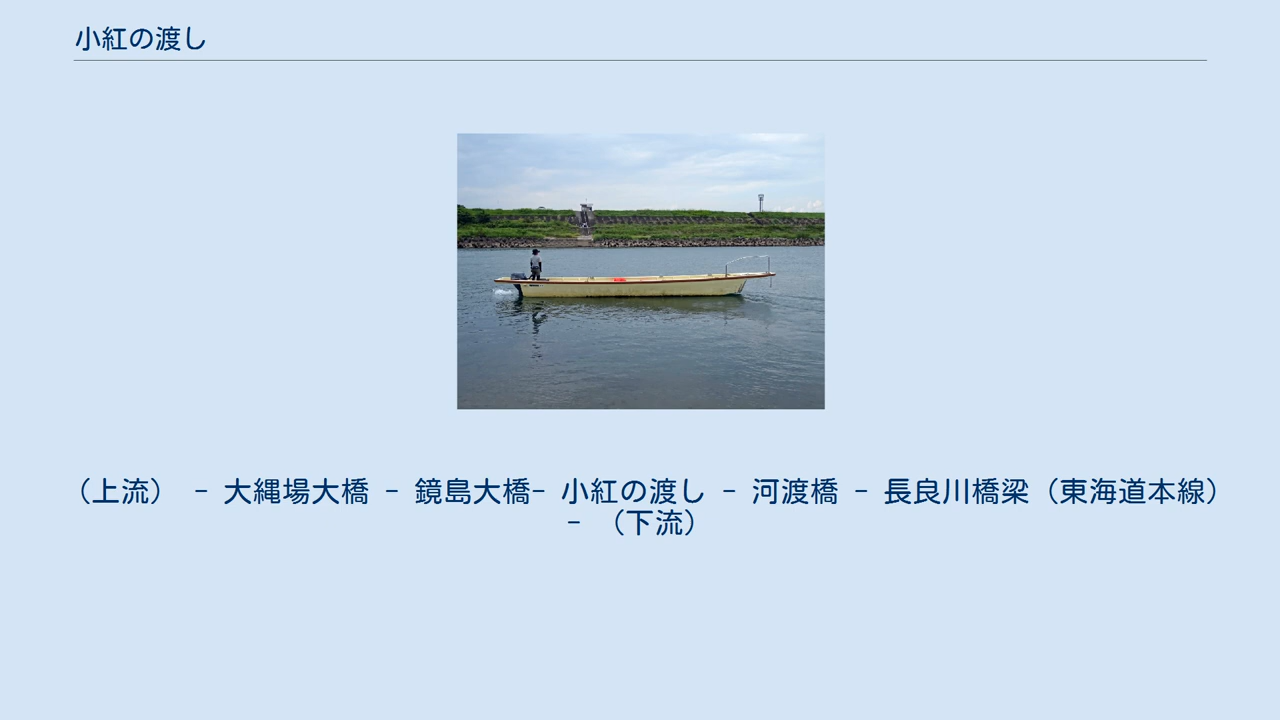 小紅の渡し
（上流） - 大縄場大橋 - 鏡島大橋- 小紅の渡し - 河渡橋 - 長良川橋梁（東海道本線）
- （下流）